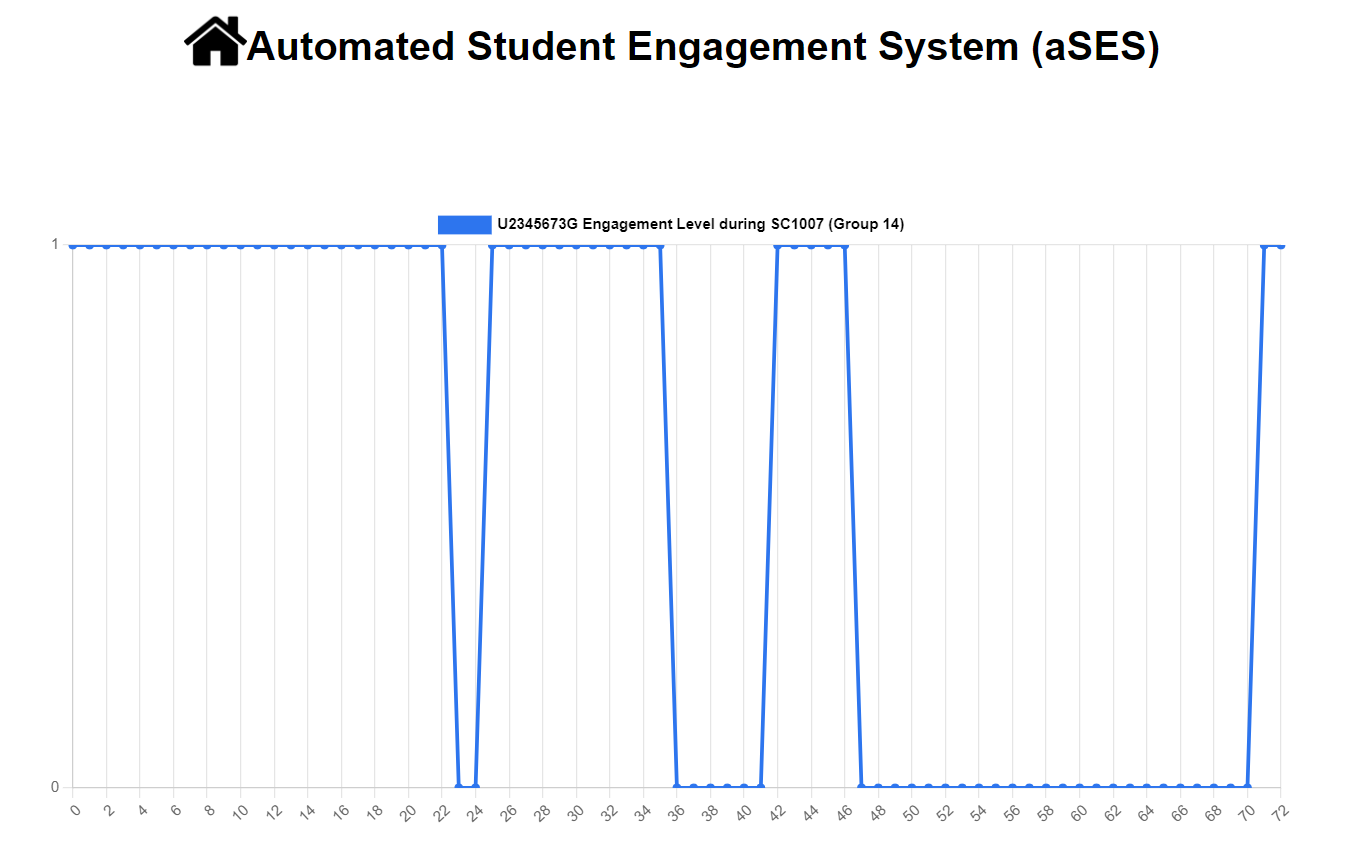 Automated Student Engagement System (aSES)
U2345673G Engagement Level during SC1007 (Group 14)
1
0
0 2 4 6 8 10 12 14 16 18 20 22 24 26 28 30 32 34 36 38 40 42 44 46 48 50 52 54 56 58 60 62 64 66 68 70 72